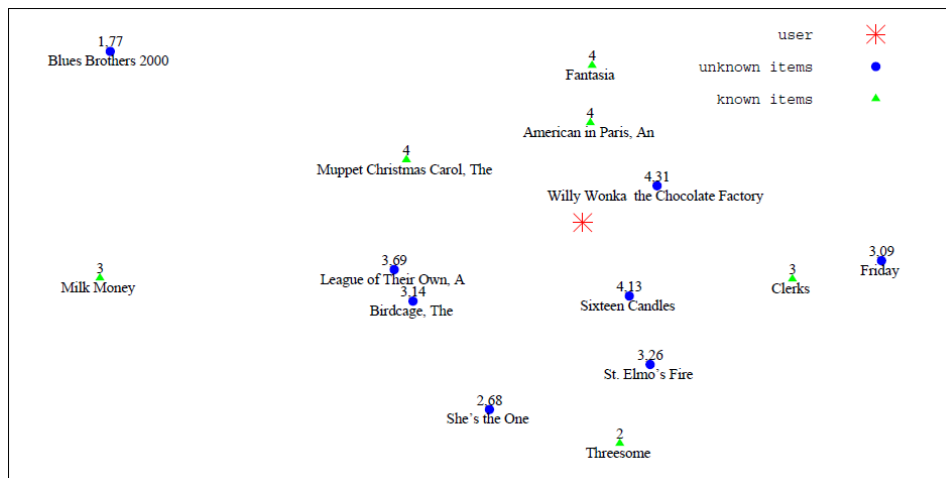 1.77
Blues Brothers 2000
4
Fantasia
user
unknown items
known items
4
American in Paris, An
4
Muppet Christmas Carol, The
4.31
Willy Wonka the Chocolate Factory
3
Milk Money
3.69
League of Their Own, A
3.14
Birdcage, The
4.13
Sixteen Candles
3
Clerks
3.09
Friday
3.26
St. Elmo's Fire
2.68
She's the One
2
Threesome